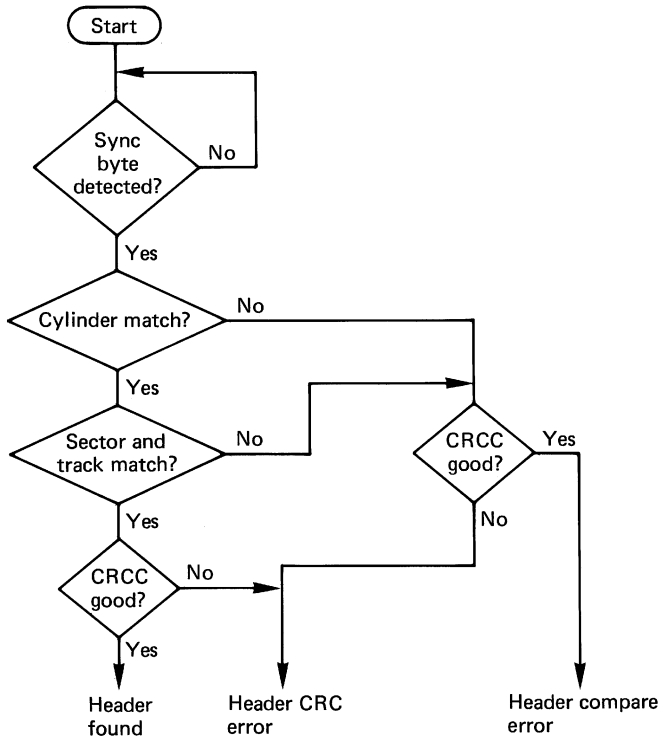 Start
Sync
byte
detected?
No
Yes
Cylinder match?
No
Yes
Sector and
track match?
No
CRCC
good?
Yes
No
Yes
CRCC
good?
No
Yes
Header
found
Header CRC
error
Header compare
error